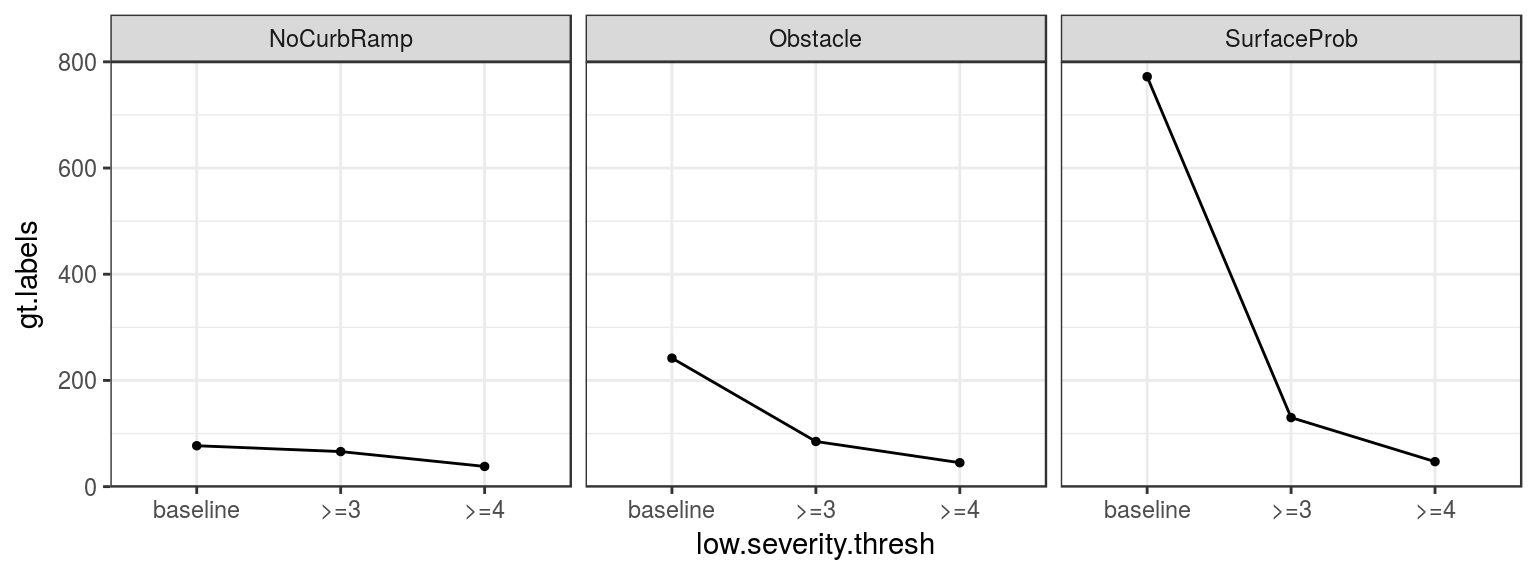 NoCurbRamp
Obstacle
SurfaceProb
gt.labels
800
600
400
200
0
baseline >=3 >=4
baseline >=3 >=4
baseline >=3 >=4
low.severity.thresh